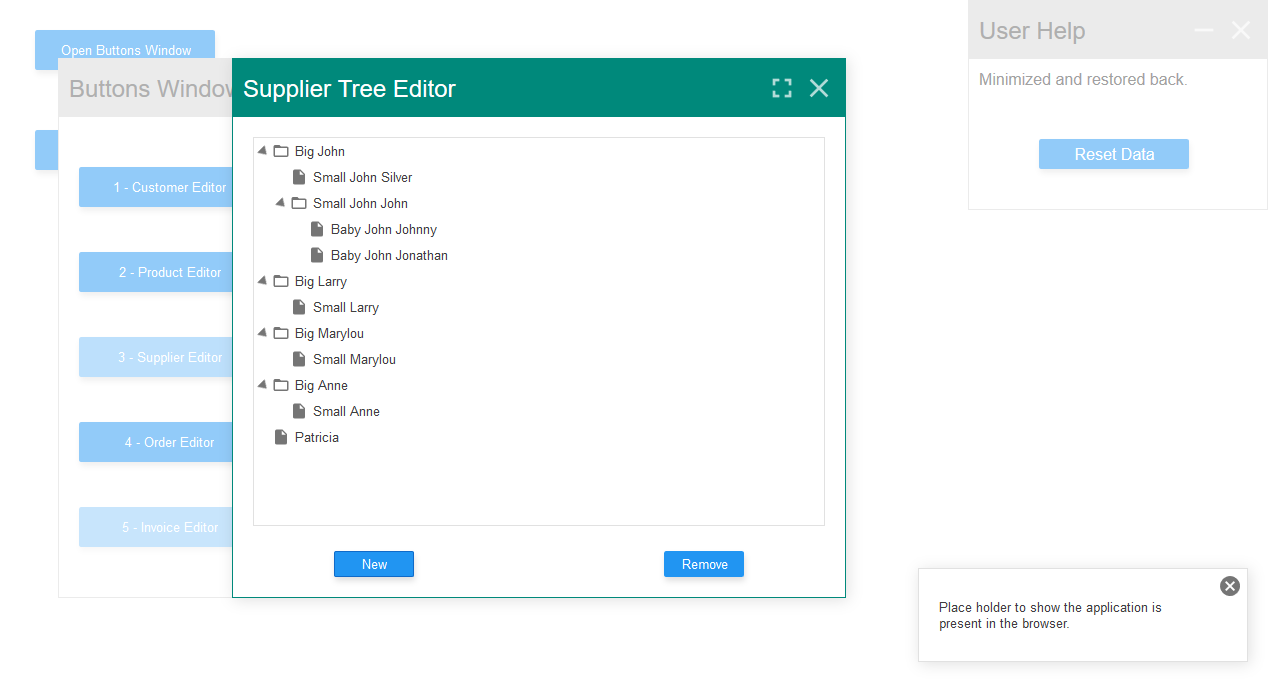 Open Buttons Window
User Help
Minimized and restored back.
Reset Data
Buttons Window
1 - Customer Editor
2 - Product Editor
3 - Supplier Editor
4 - Order Editor
5 - Invoice Editor
Supplier Tree Editor
Big John
Small John Silver
Small John John
Baby John Johnny
Baby John Jonathan
Big Larry
Small Larry
Big Marylou
Small Marylou
Big Anne
Small Anne
Patricia
New
Remove
Place holder to show the application is
present in the browser.